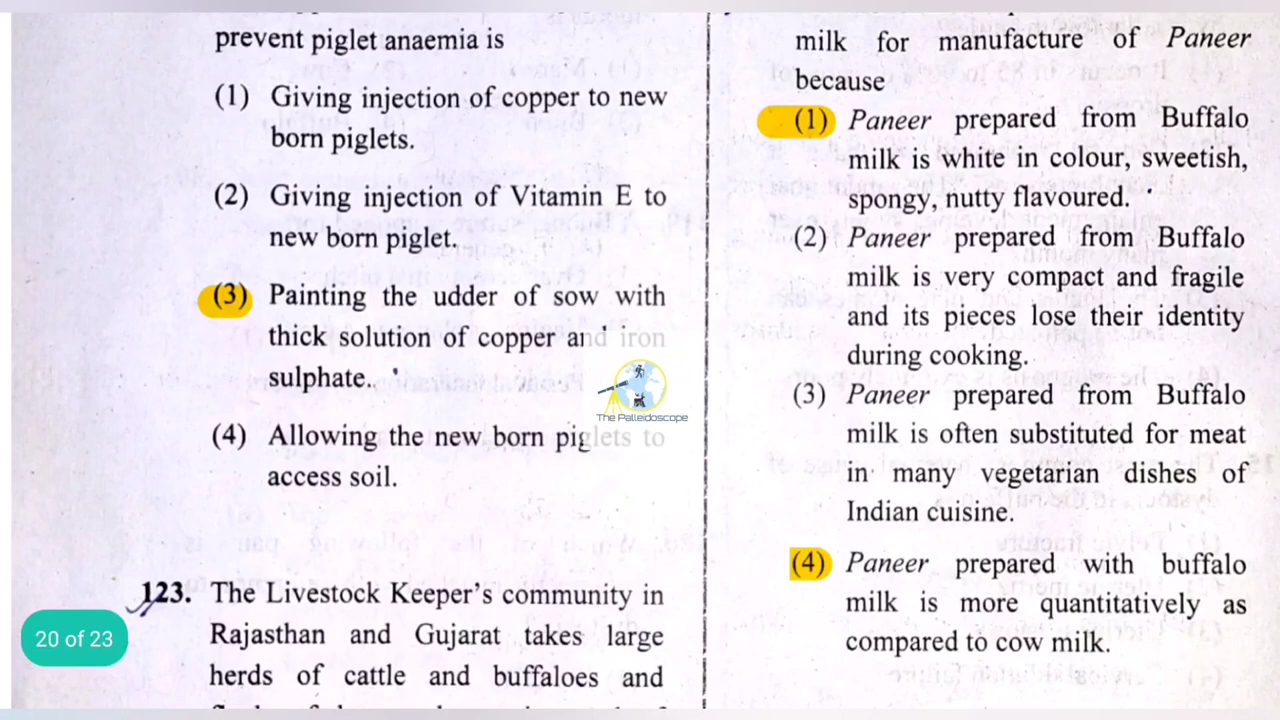 prevent piglet anaemia is
(1) Giving injection of copper to new
born piglets.
(2) Giving injection of Vitamin E to
new born piglet.
(3) Painting the udder of sow with
thick solution of copper and iron
sulphate.
(4) Allowing the new born piglets to
access soil.
123. The Livestock Keeper's community in
Rajasthan and Gujarat takes large
herds of cattle and buffaloes and
20 of 23
The Palleidoscope
milk for manufacture of Paneer
because
(1) Paneer prepared from Buffalo
milk is white in colour, sweetish,
spongy, nutty flavoured.
(2) Paneer prepared from Buffalo
milk is very compact and fragile
and its pieces lose their identity
during cooking.
(3) Paneer prepared from Buffalo
milk is often substituted for meat
in many vegetarian dishes of
Indian cuisine.
(4) Paneer prepared with buffalo
milk is more quantitatively as
compared to cow milk.